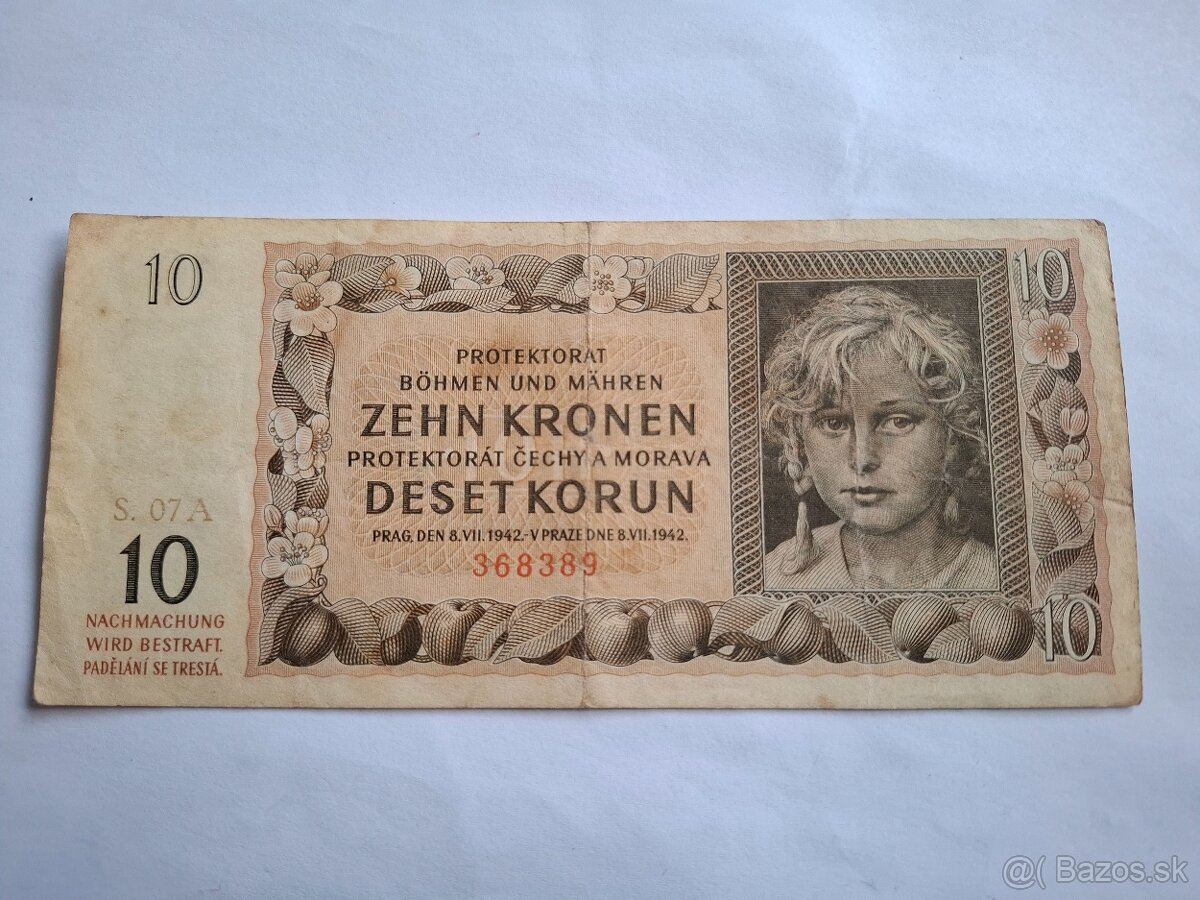 10
10
PROTEKTORAT
BÖHMEN UND MÄHREN
ZEHN KRONEN
PROTEKTORÁT ČECHY A MORAVA
DESET KORUN
PRAG, DEN 8.VII.1942.-V PRAZE DNE 8.VII.1942.
368389
S. 07A
10
NACHMACHUNG
WIRD BESTRAFT.
PADĚLÁNÍ SE TRESTÁ.
10
@( Bazos.sk